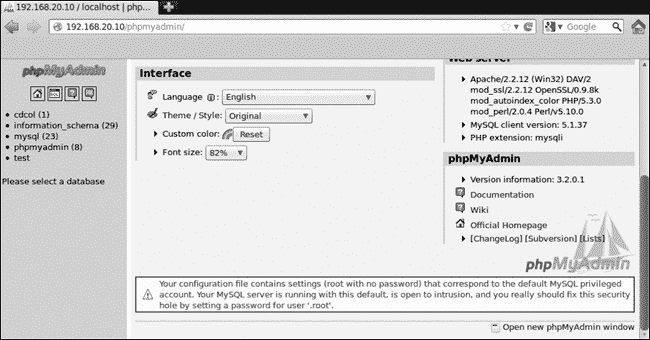 192.168.20.10 / localhost | php...
192.168.20.10/phpmyadmin/
Google
phpMyAdmin
cdcol (1)
information_schema (29)
mysql (23)
phpmyadmin (8)
test
Please select a database
Interface
Language : English
Theme / Style: Original
Custom color: Reset
Font size: 82%
Web server
Apache/2.2.12 (Win32) DAV/2
mod_ssl/2.2.12 OpenSSL/0.9.8k
mod_autoindex_color PHP/5.3.0
mod_perl/2.0.4 Perl/v5.10.0
MySQL client version: 5.1.37
PHP extension: mysqli
phpMyAdmin
Version information: 3.2.0.1
Documentation
Wiki
Official Homepage
[ChangeLog] [Subversion] [Lists]
phpMyAdmin
Your configuration file contains settings (root with no password) that correspond to the default MySQL privileged
account. Your MySQL server is running with this default, is open to intrusion, and you really should fix this security
hole by setting a password for user '.root'.
Open new phpMyAdmin window